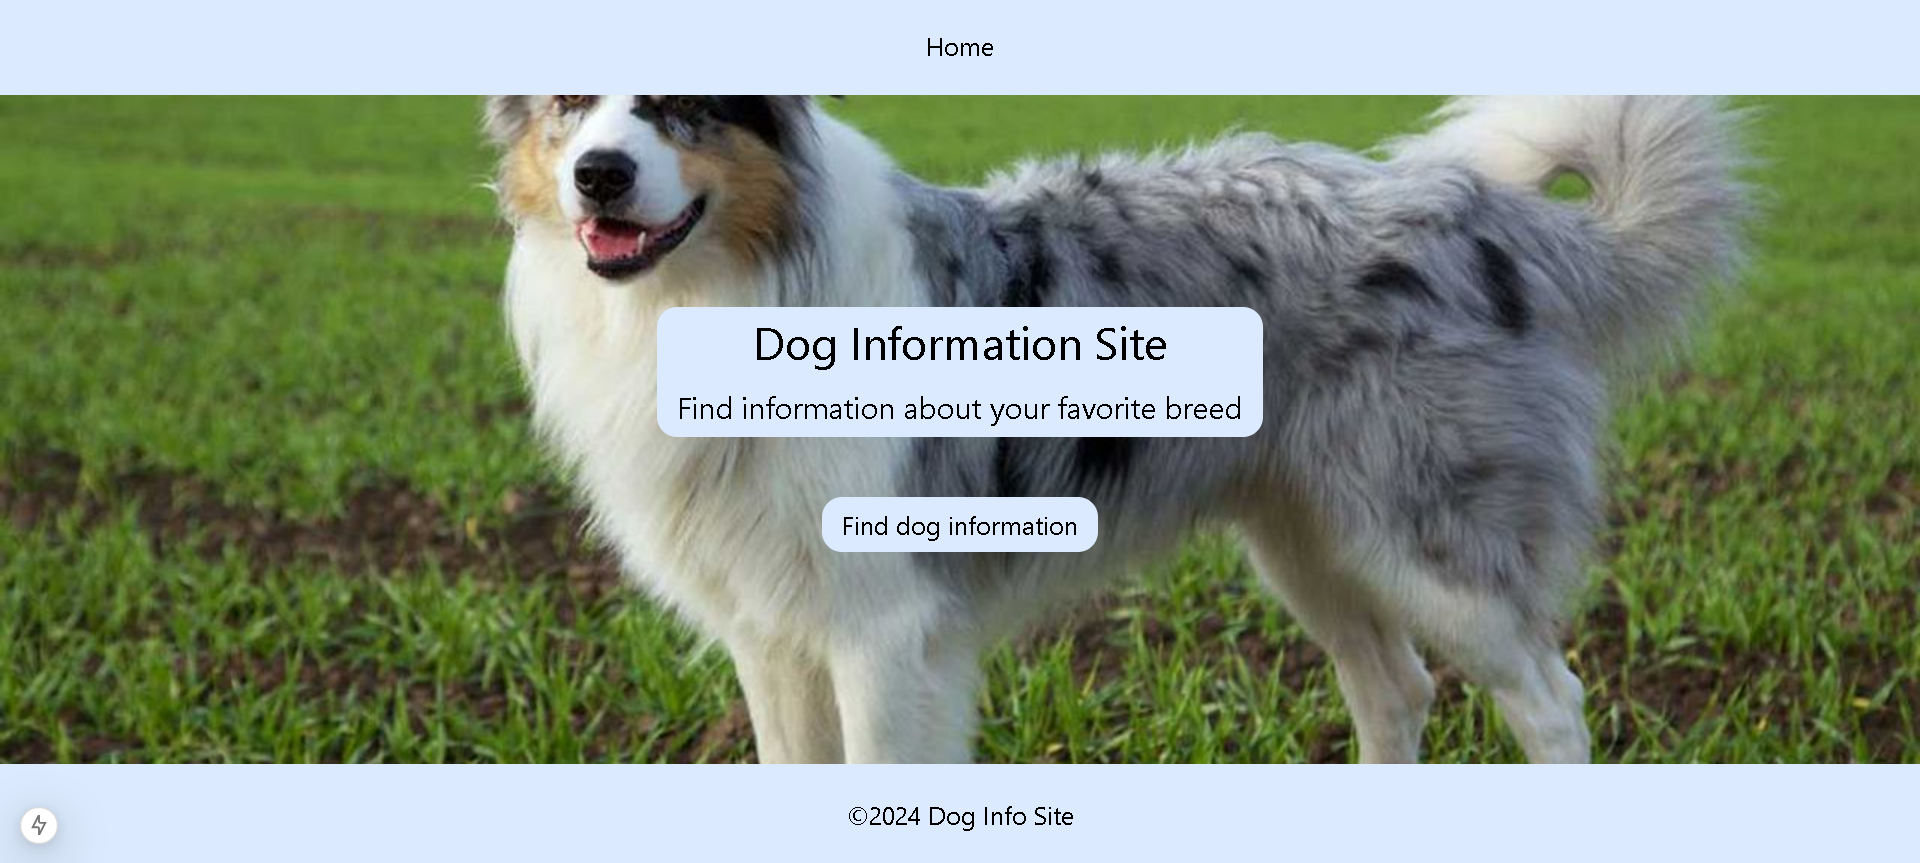 Home
Dog Information Site
Find information about your favorite breed
Find dog information
©2024 Dog Info Site